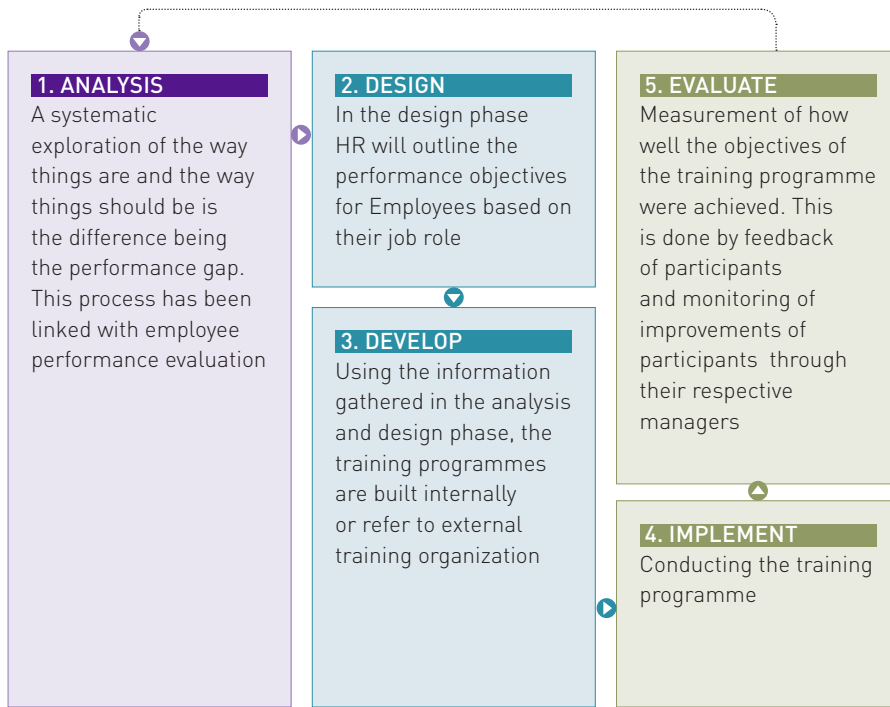 1. ANALYSIS
A systematic
exploration of the way
things are and the way
things should be is
the difference being
the performance gap.
This process has been
linked with employee
performance evaluation
2. DESIGN
In the design phase
HR will outline the
performance objectives
for Employees based on
their job role
3. DEVELOP
Using the information
gathered in the analysis
and design phase, the
training programmes
are built internally
or refer to external
training organization
4. IMPLEMENT
Conducting the training
programme
5. EVALUATE
Measurement of how
well the objectives of
the training programme
were achieved. This
is done by feedback
of participants
and monitoring of
improvements of
participants through
their respective
managers